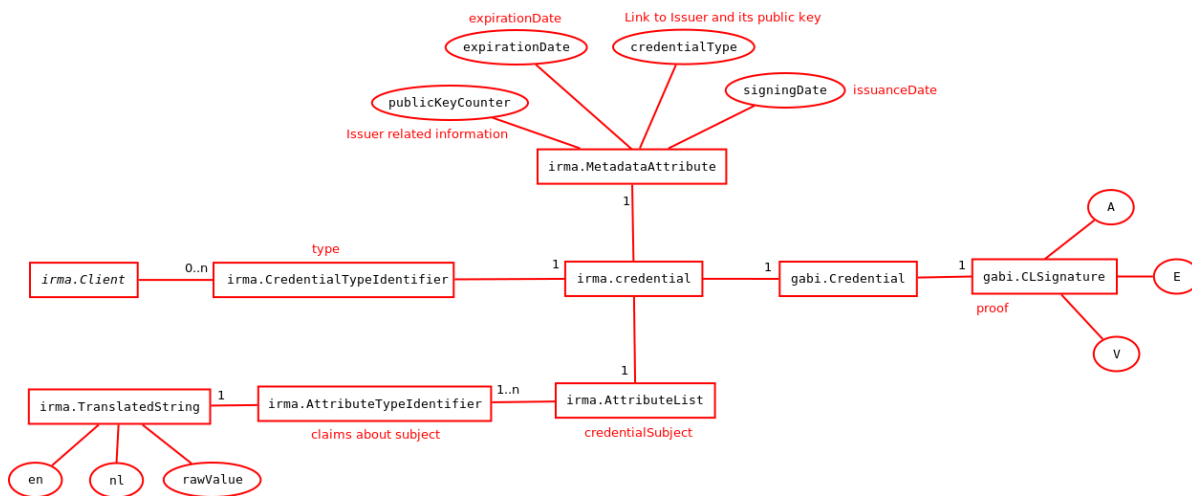 expirationDate
Link to Issuer and its public key
expirationDate
credentialType
signingDate
issuanceDate
publicKeyCounter
Issuer related information
irma.MetadataAttribute
1
A
type
0..n
1
1
1
irma.Client
irma.CredentialTypeIdentifier
irma.credential
gabi.Credential
gabi.CLSignature
E
proof
V
1
1
1..n
irma.TranslatedString
irma.AttributeTypeIdentifier
irma.AttributeList
claims about subject
credentialSubject
en
nl
rawValue